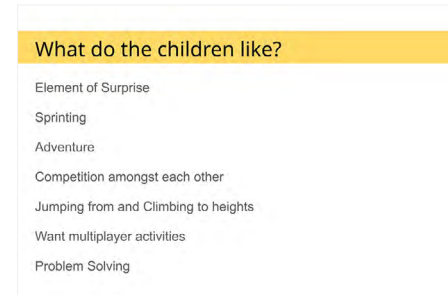 What do the children like?
Element of Surprise
Sprinting
Adventure
Competition amongst each other
Jumping from and Climbing to heights
Want multiplayer activities
Problem Solving